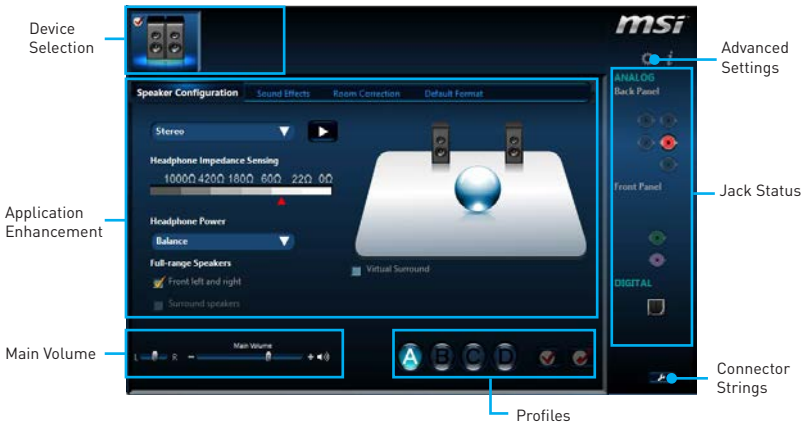 Device
Selection
msi
i
Advanced
Settings
ANALOG
Back Panel
Speaker Configuration Sound Effects Room Correction Default Format
Stereo
Headphone Impedance Sensing
1000Ω 420Ω 180Ω 60Ω 22Ω 0Ω
Front Panel
Jack Status
Application
Enhancement
Headphone Power
Balance
Full-range Speakers
Virtual Surround
Front left and right
Surround speakers
DIGITAL
Main Volume
Main Volume
L R - +
A B C D
Connector
Strings
Profiles